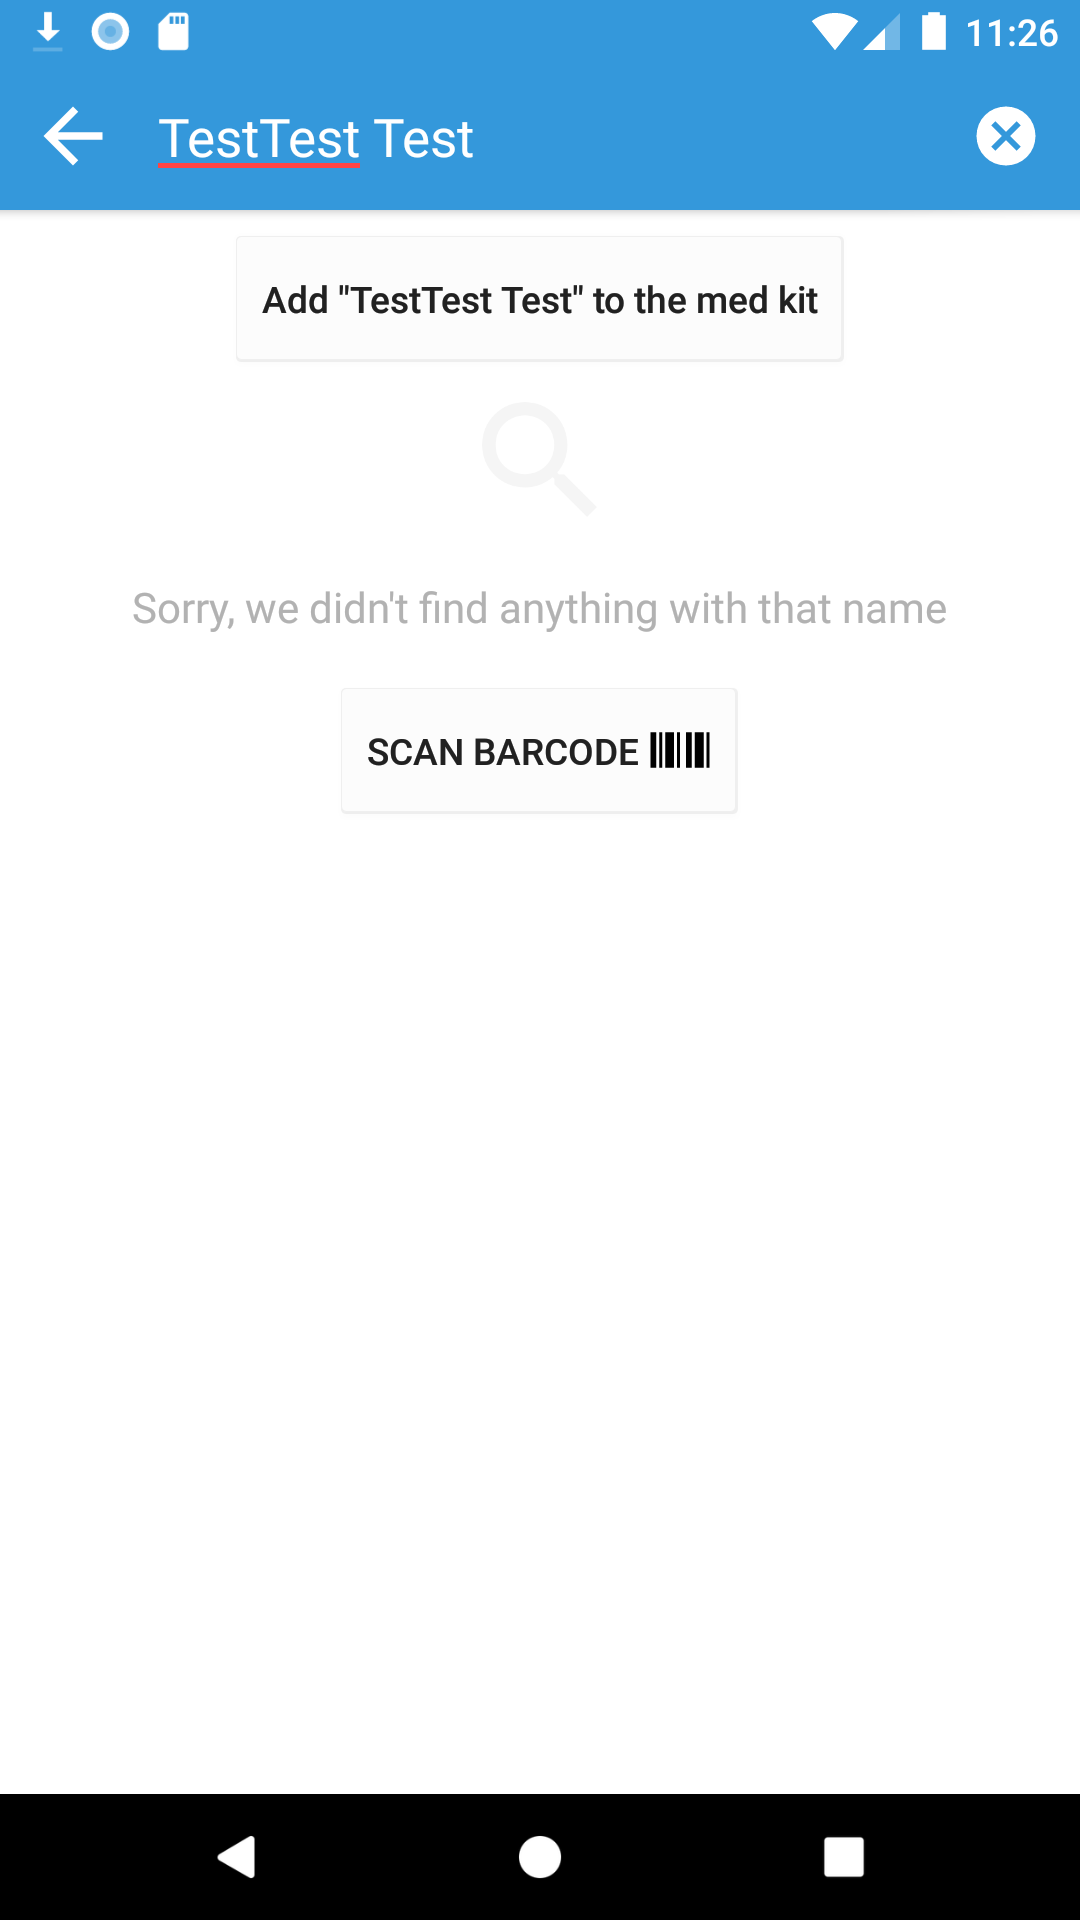 11:26
TestTest Test
Add "TestTest Test" to the med kit
Sorry, we didn't find anything with that name
SCAN BARCODE